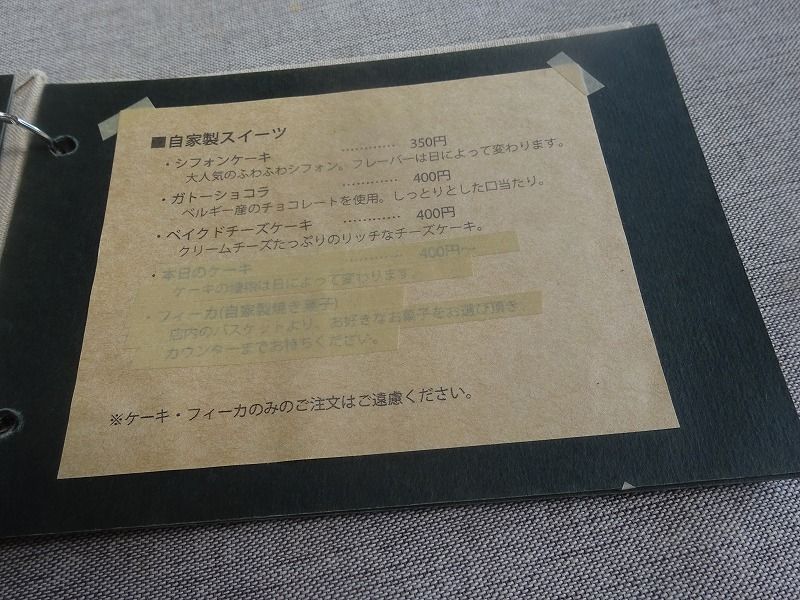 ■自家製スイーツ
・シフォンケーキ ………… 350円
大人気のふわふわシフォン。フレーバーは日によって変わります。
・ガトーショコラ ………… 400円
ベルギー産のチョコレートを使用。しっとりとした口当たり。
・ベイクドチーズケーキ ………… 400円
クリームチーズたっぷりのリッチなチーズケーキ。
・本日のケーキ ………… 400円～
ケーキの種類は日によって変わります。
・フィーカ(自家製焼き菓子)
店内のバスケットより、お好きなお菓子をお選び頂き
カウンターまでお持ちください。
※ケーキ・フィーカのみのご注文はご遠慮ください。